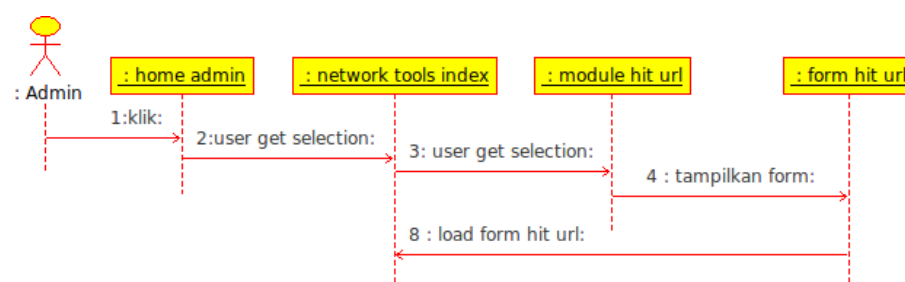 : Admin
: home admin
: network tools index
: module hit url
: form hit url
1:klik:
2:user get selection:
3: user get selection:
4 : tampilkan form:
8 : load form hit url: